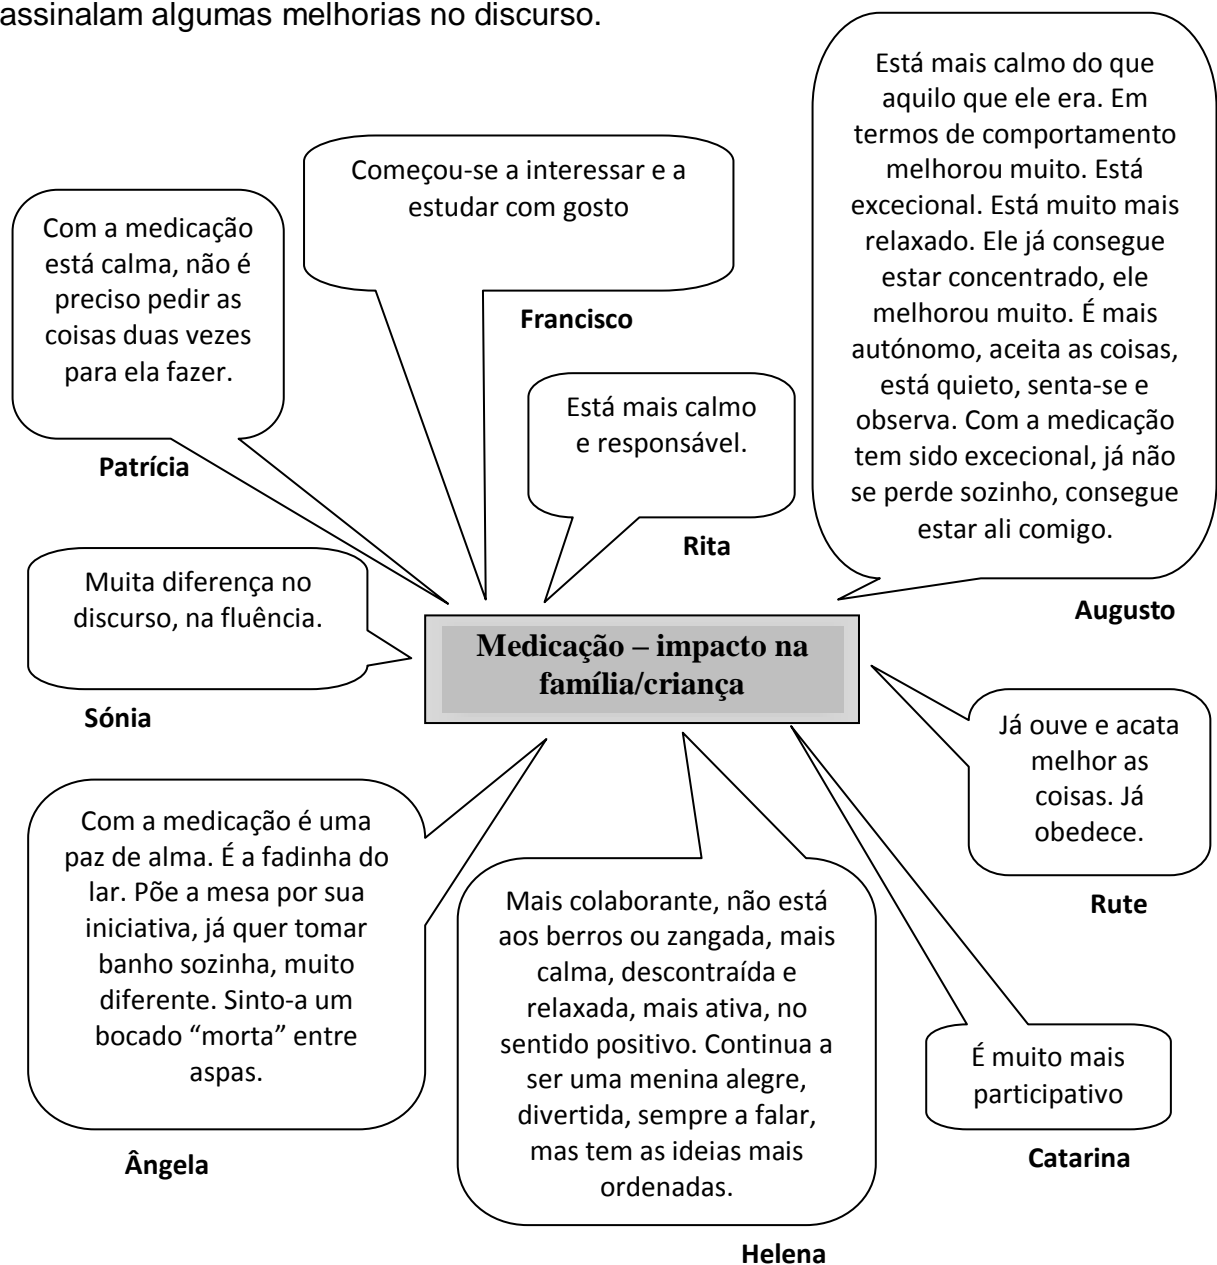 assinalam algumas melhorias no discurso.
Está mais calmo do que
aquilo que ele era. Em
termos de comportamento
melhorou muito. Está
excecional. Está muito mais
relaxado. Ele já consegue
estar concentrado, ele
melhorou muito. É mais
autónomo, aceita as coisas,
está quieto, senta-se e
observa. Com a medicação
tem sido excecional, já não
se perde sozinho, consegue
estar ali comigo.
Augusto
Começou-se a interessar e a
estudar com gosto
Francisco
Com a medicação
está calma, não é
preciso pedir as
coisas duas vezes
para ela fazer.
Patrícia
Está mais calmo
e responsável.
Rita
Muita diferença no
discurso, na fluência.
Sónia
Medicação – impacto na
família/criança
Já ouve e acata
melhor as
coisas. Já
obedece.
Rute
Com a medicação é uma
paz de alma. É a fadinha do
lar. Põe a mesa por sua
iniciativa, já quer tomar
banho sozinha, muito
diferente. Sinto-a um
bocado “morta” entre
aspas.
Ângela
Mais colaborante, não está
aos berros ou zangada, mais
calma, descontraída e
relaxada, mais ativa, no
sentido positivo. Continua a
ser uma menina alegre,
divertida, sempre a falar,
mas tem as ideias mais
ordenadas.
Helena
É muito mais
participativo
Catarina